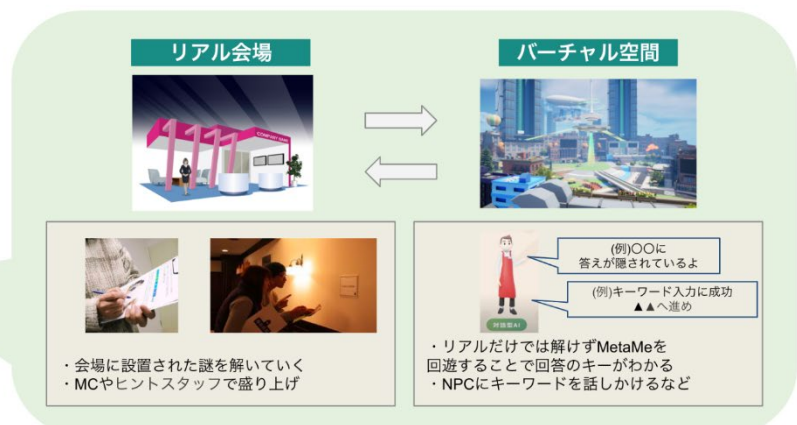 リアル会場
バーチャル空間
COMPANY NAME
(例)〇〇に
答えが隠されているよ
(例)キーワード入力に成功
▲▲へ進め
対話型AI
・会場に設置された謎を解いていく
・MCやヒントスタッフで盛り上げ
・リアルだけでは解けずMetaMeを
回遊することで回答のキーがわかる
・NPCにキーワードを話しかけるなど